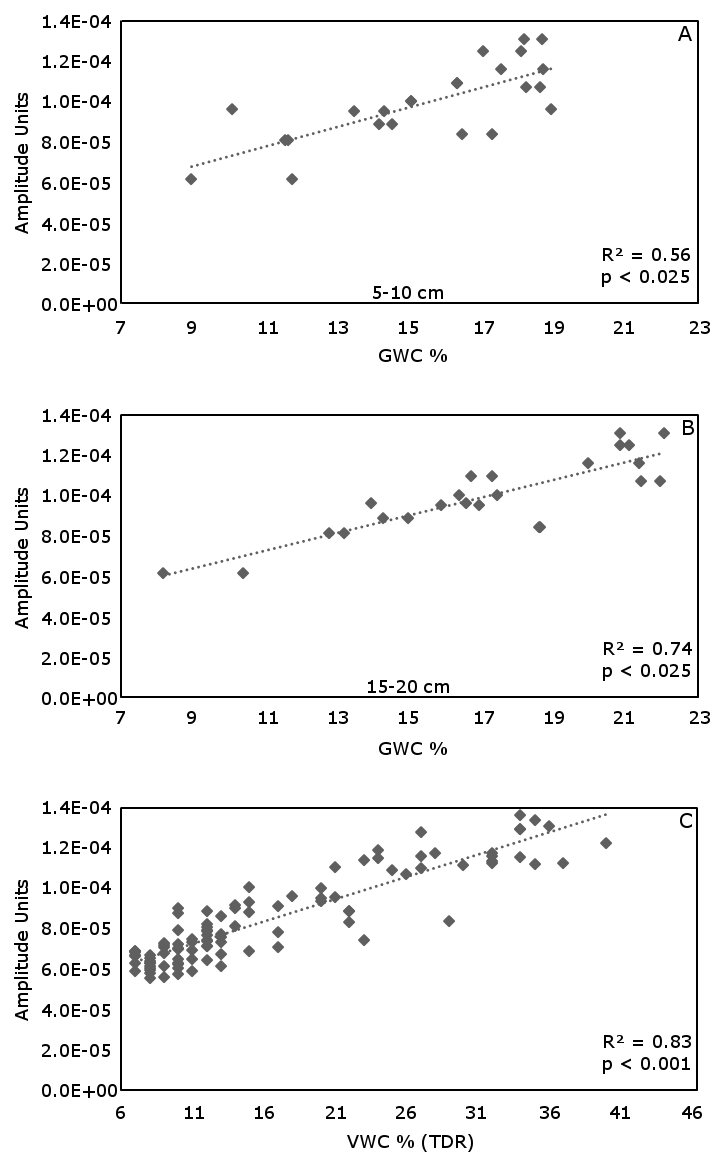 1.4E-04
A
1.2E-04
1.0E-04
8.0E-05
6.0E-05
4.0E-05
2.0E-05
0.0E+00
Amplitude Units
R² = 0.56
p < 0.025
5-10 cm
7 9 11 13 15 17 19 21 23
GWC %
1.4E-04
B
1.2E-04
1.0E-04
8.0E-05
6.0E-05
4.0E-05
2.0E-05
0.0E+00
Amplitude Units
R² = 0.74
p < 0.025
15-20 cm
7 9 11 13 15 17 19 21 23
GWC %
1.4E-04
C
1.2E-04
1.0E-04
8.0E-05
6.0E-05
4.0E-05
2.0E-05
0.0E+00
Amplitude Units
R² = 0.83
p < 0.001
6 11 16 21 26 31 36 41 46
VWC % (TDR)